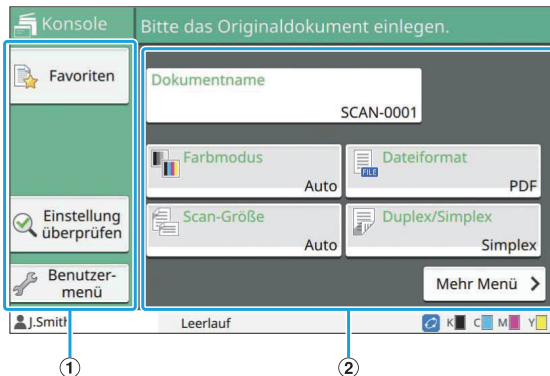 Konsole
Bitte das Originaldokument einlegen.
Favoriten
Einstellung
überprüfen
Benutzer-
menü
Dokumentname
SCAN-0001
Farbmodus
Auto
FILE
Dateiformat
PDF
Scan-Größe
Auto
Duplex/Simplex
Simplex
Mehr Menü >
J.Smith
Leerlauf
K C M Y
1
2